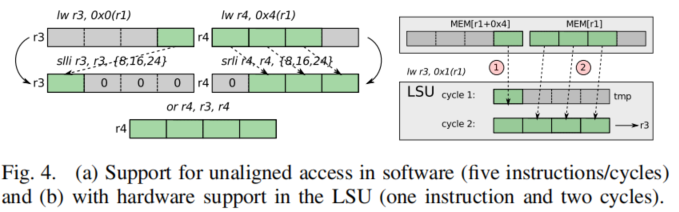 lw r3, 0x0(r1)
lw r4, 0x4(r1)
r3
r4
slli r3, r3, {8,16,24}
srli r4, r4, {8,16,24}
r3
0
0
0
r4
0
or r4, r3, r4
r4
MEM[r1+0x4]
MEM[r1]
lw r3, 0x1(r1)
1
2
LSU
cycle 1:
tmp
cycle 2:
r3
Fig. 4. (a) Support for unaligned access in software (five instructions/cycles)
and (b) with hardware support in the LSU (one instruction and two cycles).